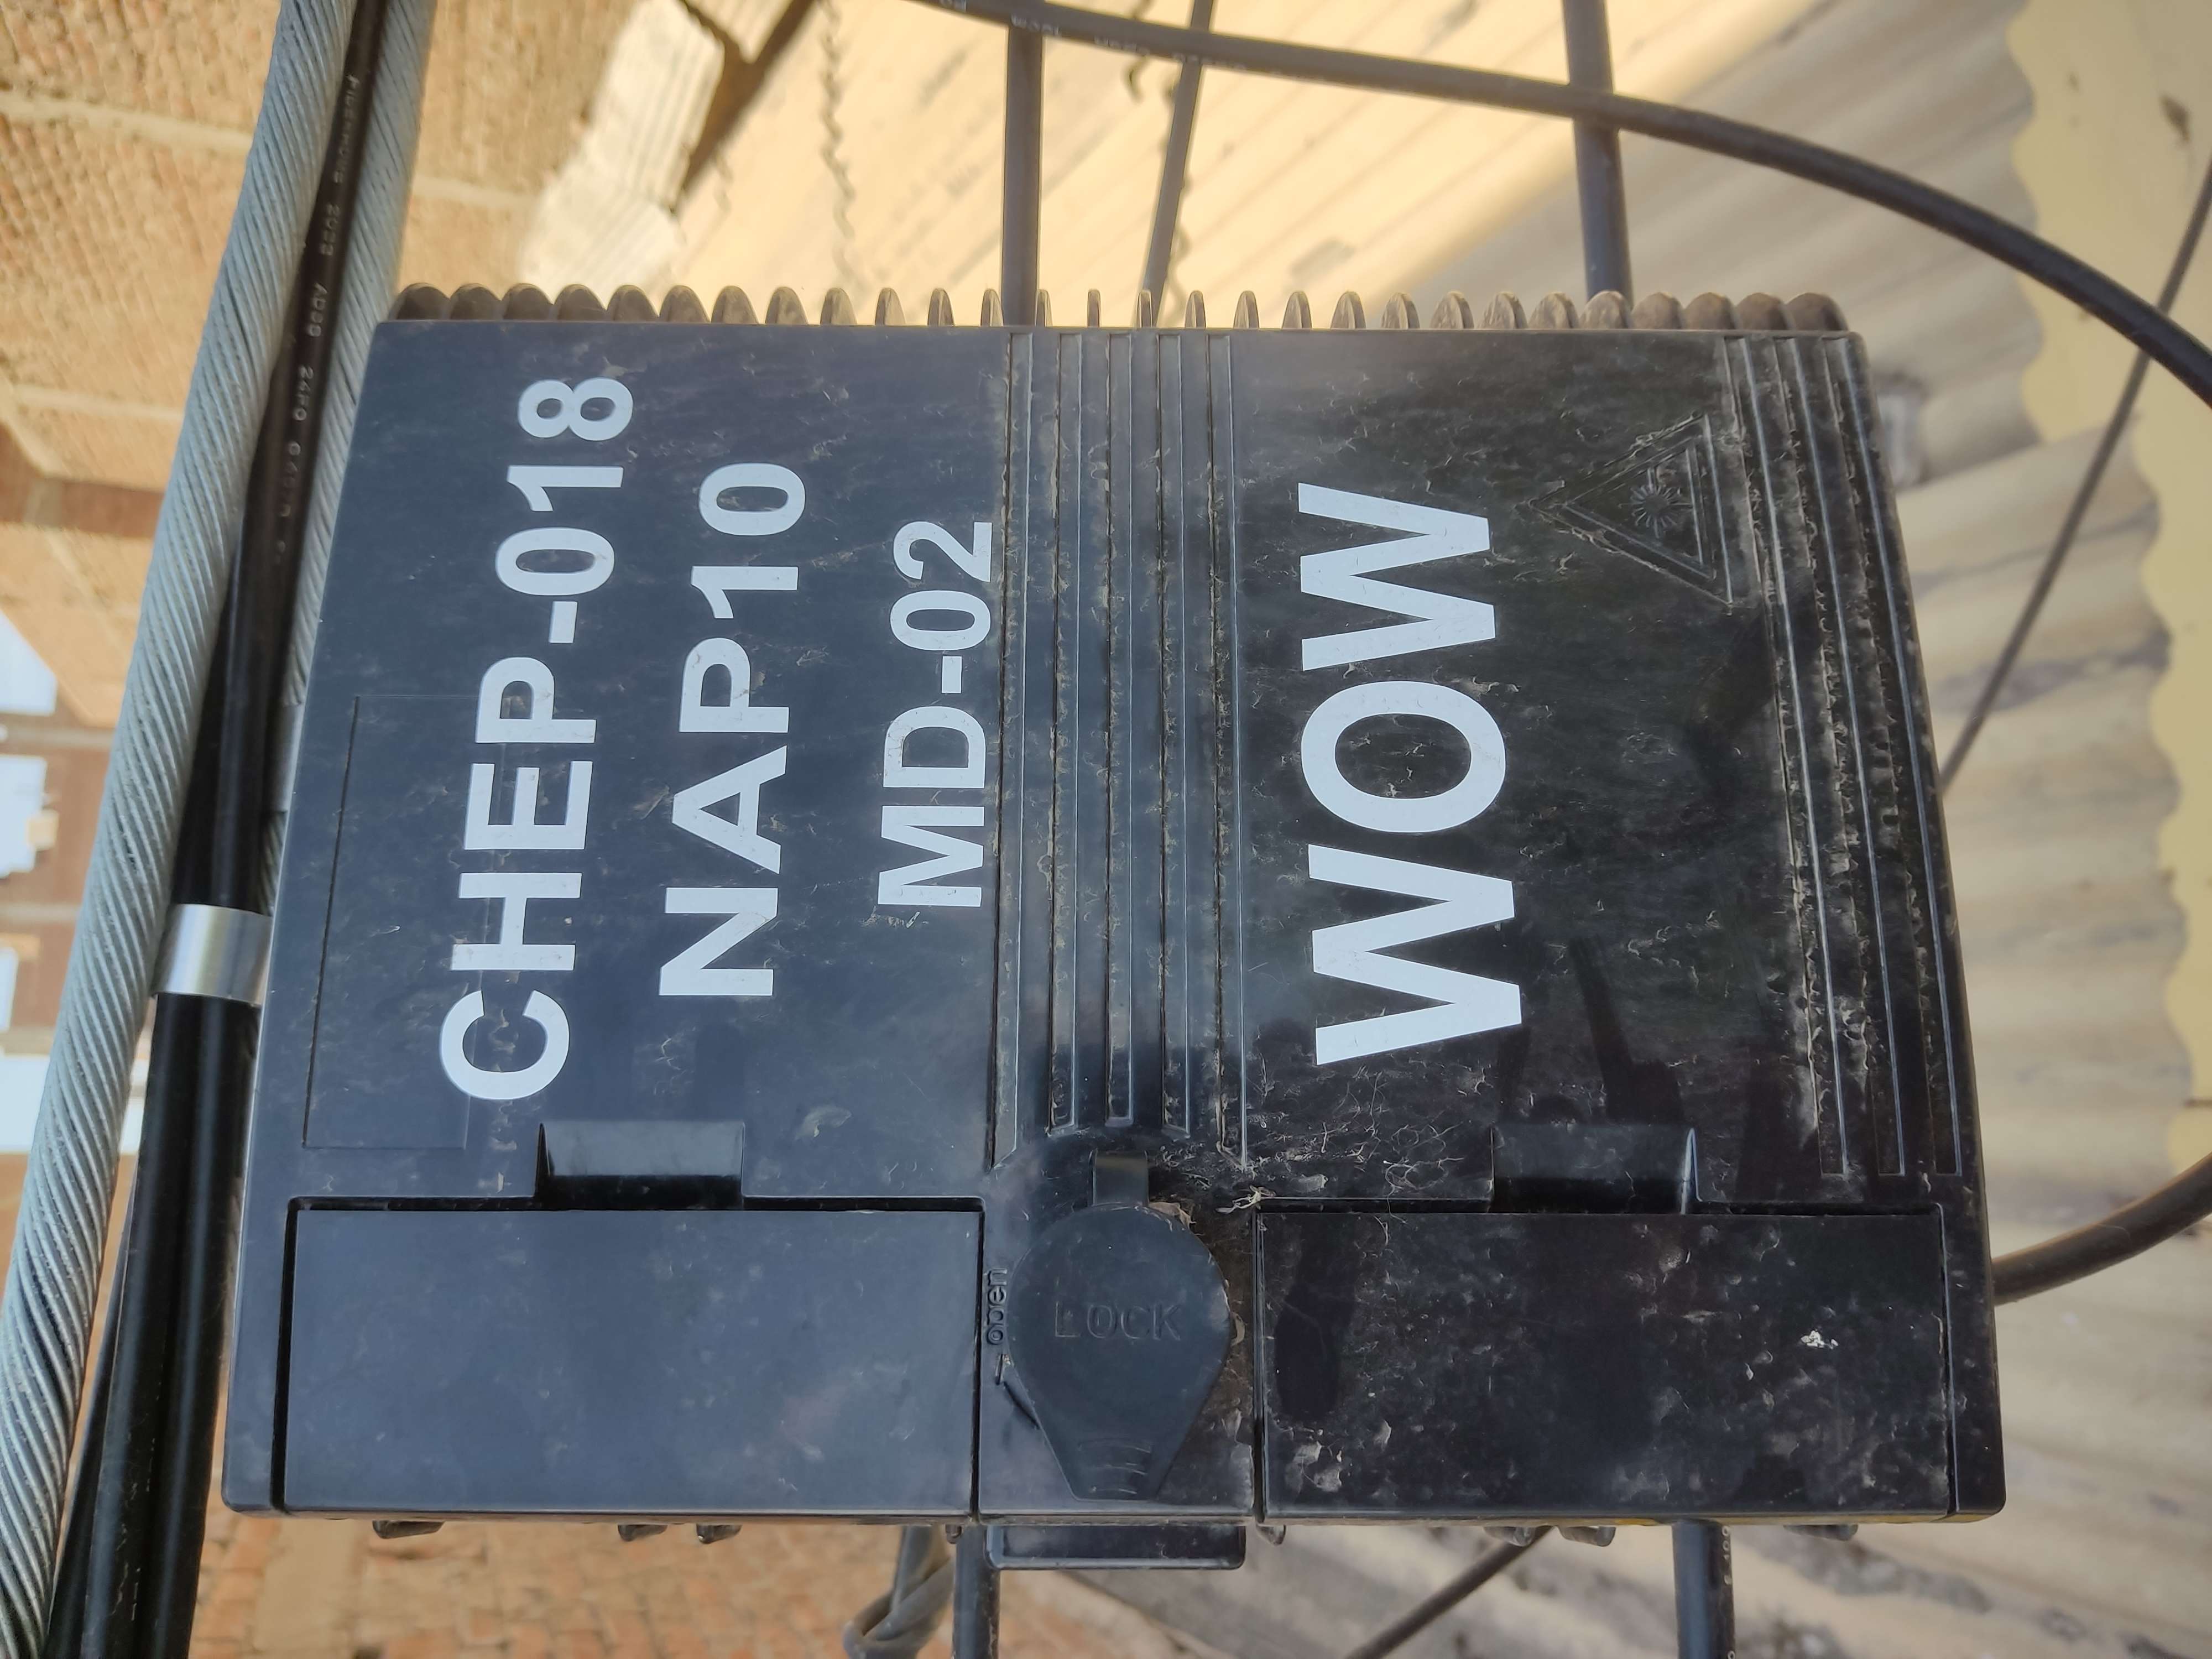 CHEP-018
NAP10
MD-02
WOW
open
LOCK